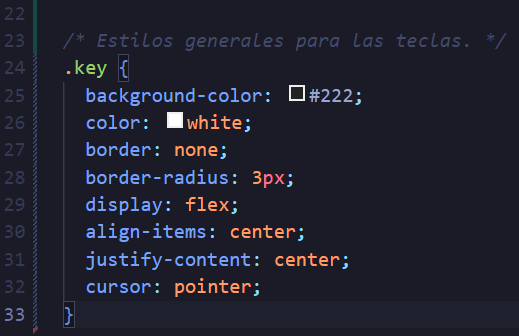 22
23 /* Estilos generales para las teclas. */
24 .key {
25 background-color: #222;
26 color: white;
27 border: none;
28 border-radius: 3px;
29 display: flex;
30 align-items: center;
31 justify-content: center;
32 cursor: pointer;
33 }